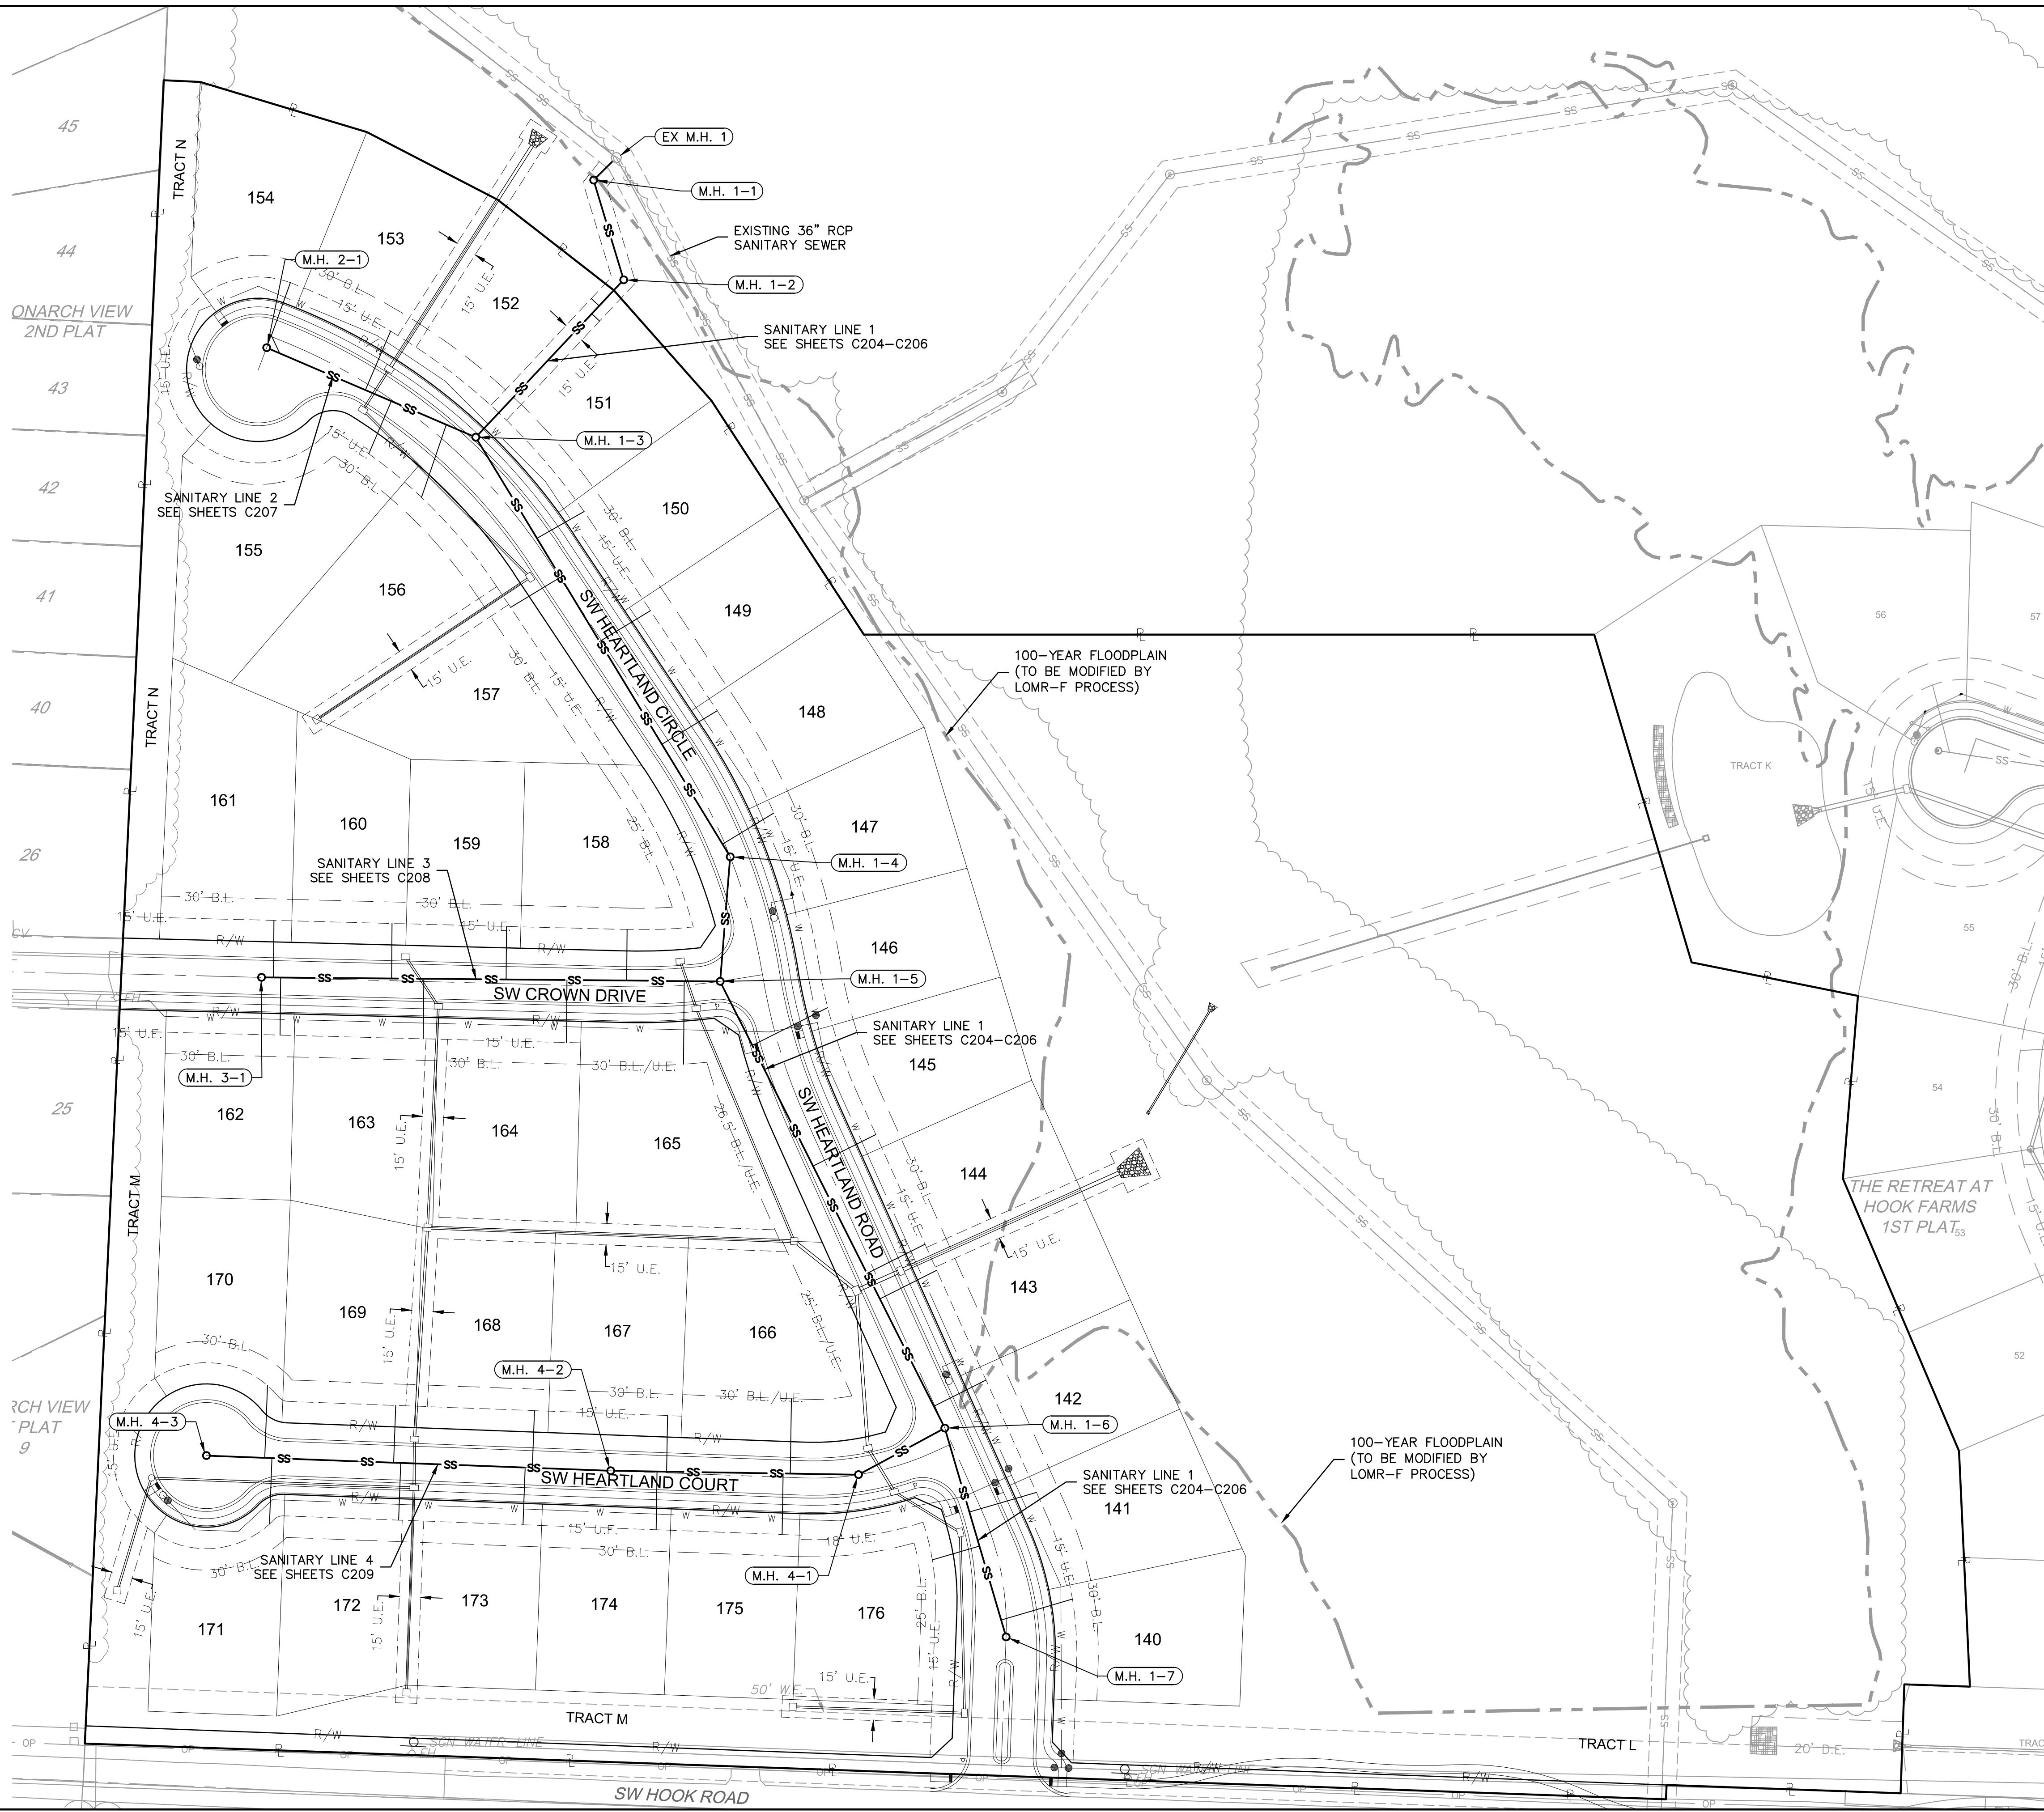 45
44
ONARCH VIEW
2ND PLAT
43
42
41
40
26
25
RCH VIEW
PLAT
9
TRACT N
TRACT N
TRACT M
TRACT M
TRACT L
TRACT K
EX M.H. 1
M.H. 1-1
EXISTING 36" RCP
SANITARY SEWER
M.H. 1-2
SANITARY LINE 1
SEE SHEETS C204-C206
M.H. 2-1
M.H. 1-3
SANITARY LINE 2
SEE SHEETS C207
154
153
152
151
150
149
148
147
146
145
144
143
142
141
140
155
156
157
158
159
160
161
162
163
164
165
166
167
168
169
170
171
172
173
174
175
176
SW HEARTLAND CIRCLE
100-YEAR FLOODPLAIN
(TO BE MODIFIED BY
LOMR-F PROCESS)
SANITARY LINE 3
SEE SHEETS C208
M.H. 1-4
M.H. 1-5
SW CROWN DRIVE
SANITARY LINE 1
SEE SHEETS C204-C206
M.H. 3-1
SW HEARTLAND ROAD
M.H. 4-2
M.H. 4-3
M.H. 1-6
SW HEARTLAND COURT
SANITARY LINE 1
SEE SHEETS C204-C206
100-YEAR FLOODPLAIN
(TO BE MODIFIED BY
LOMR-F PROCESS)
SANITARY LINE 4
SEE SHEETS C209
M.H. 4-1
M.H. 1-7
30' B.L.
15' U.E.
R/W
25' B.L.
30' B.L./U.E.
26.5' B.L./U.E.
25' B.L./U.E.
18' U.E.
15' U.E.
50' W.E.
20' D.E.
56
57
55
54
53
52
THE RETREAT AT
HOOK FARMS
1ST PLAT
SW HOOK ROAD